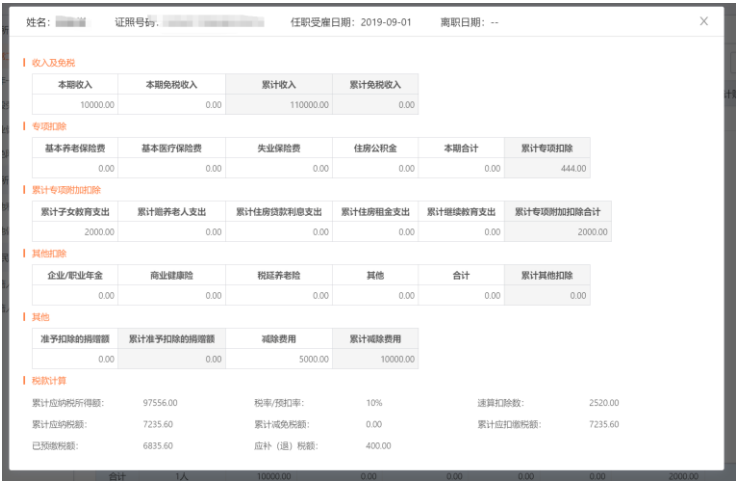 姓名: 证照号码: 任职受雇日期: 2019-09-01 离职日期: --
收入及免税
本期收入 本期免税收入 累计收入 累计免税收入
10000.00 0.00 110000.00 0.00
专项扣除
基本养老保险费 基本医疗保险费 失业保险费 住房公积金 本期合计 累计专项扣除
0.00 0.00 0.00 0.00 0.00 444.00
累计专项附加扣除
累计子女教育支出 累计赡养老人支出 累计住房贷款利息支出 累计住房租金支出 累计继续教育支出 累计专项附加扣除合计
2000.00 0.00 0.00 0.00 0.00 2000.00
其他扣除
企业/职业年金 商业健康险 税延养老险 其他 合计 累计其他扣除
0.00 0.00 0.00 0.00 0.00 0.00
其他
准予扣除的捐赠额 累计准予扣除的捐赠额 减除费用 累计减除费用
0.00 0.00 5000.00 10000.00
税款计算
累计应纳税所得额: 97556.00 税率/预扣率: 10% 速算扣除数: 2520.00
累计应纳税额: 7235.60 累计减免税额: 0.00 累计应扣缴税额: 7235.60
已预缴税额: 6835.60 应补（退）税额: 400.00
合计 1人 10000.00 0.00 0.00 0.00 0.00 2000.00